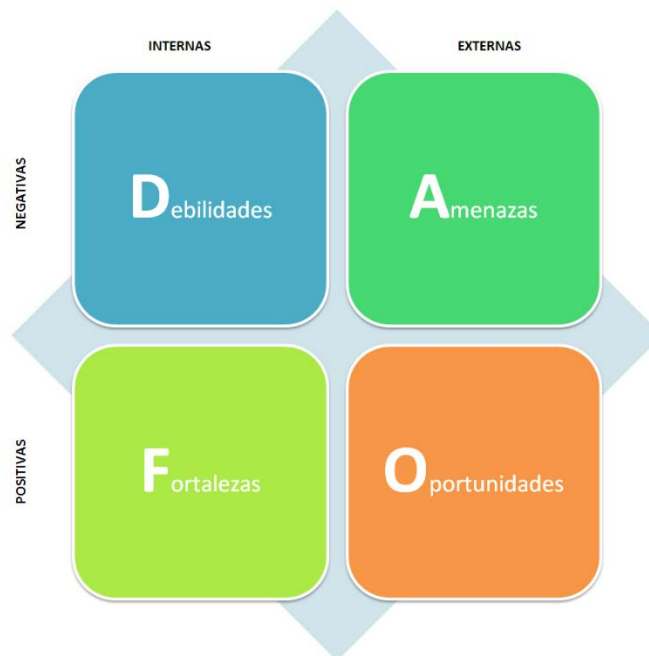 INTERNAS
EXTERNAS
NEGATIVAS
Debilidades
Amenazas
POSITIVAS
Fortalezas
Oportunidades